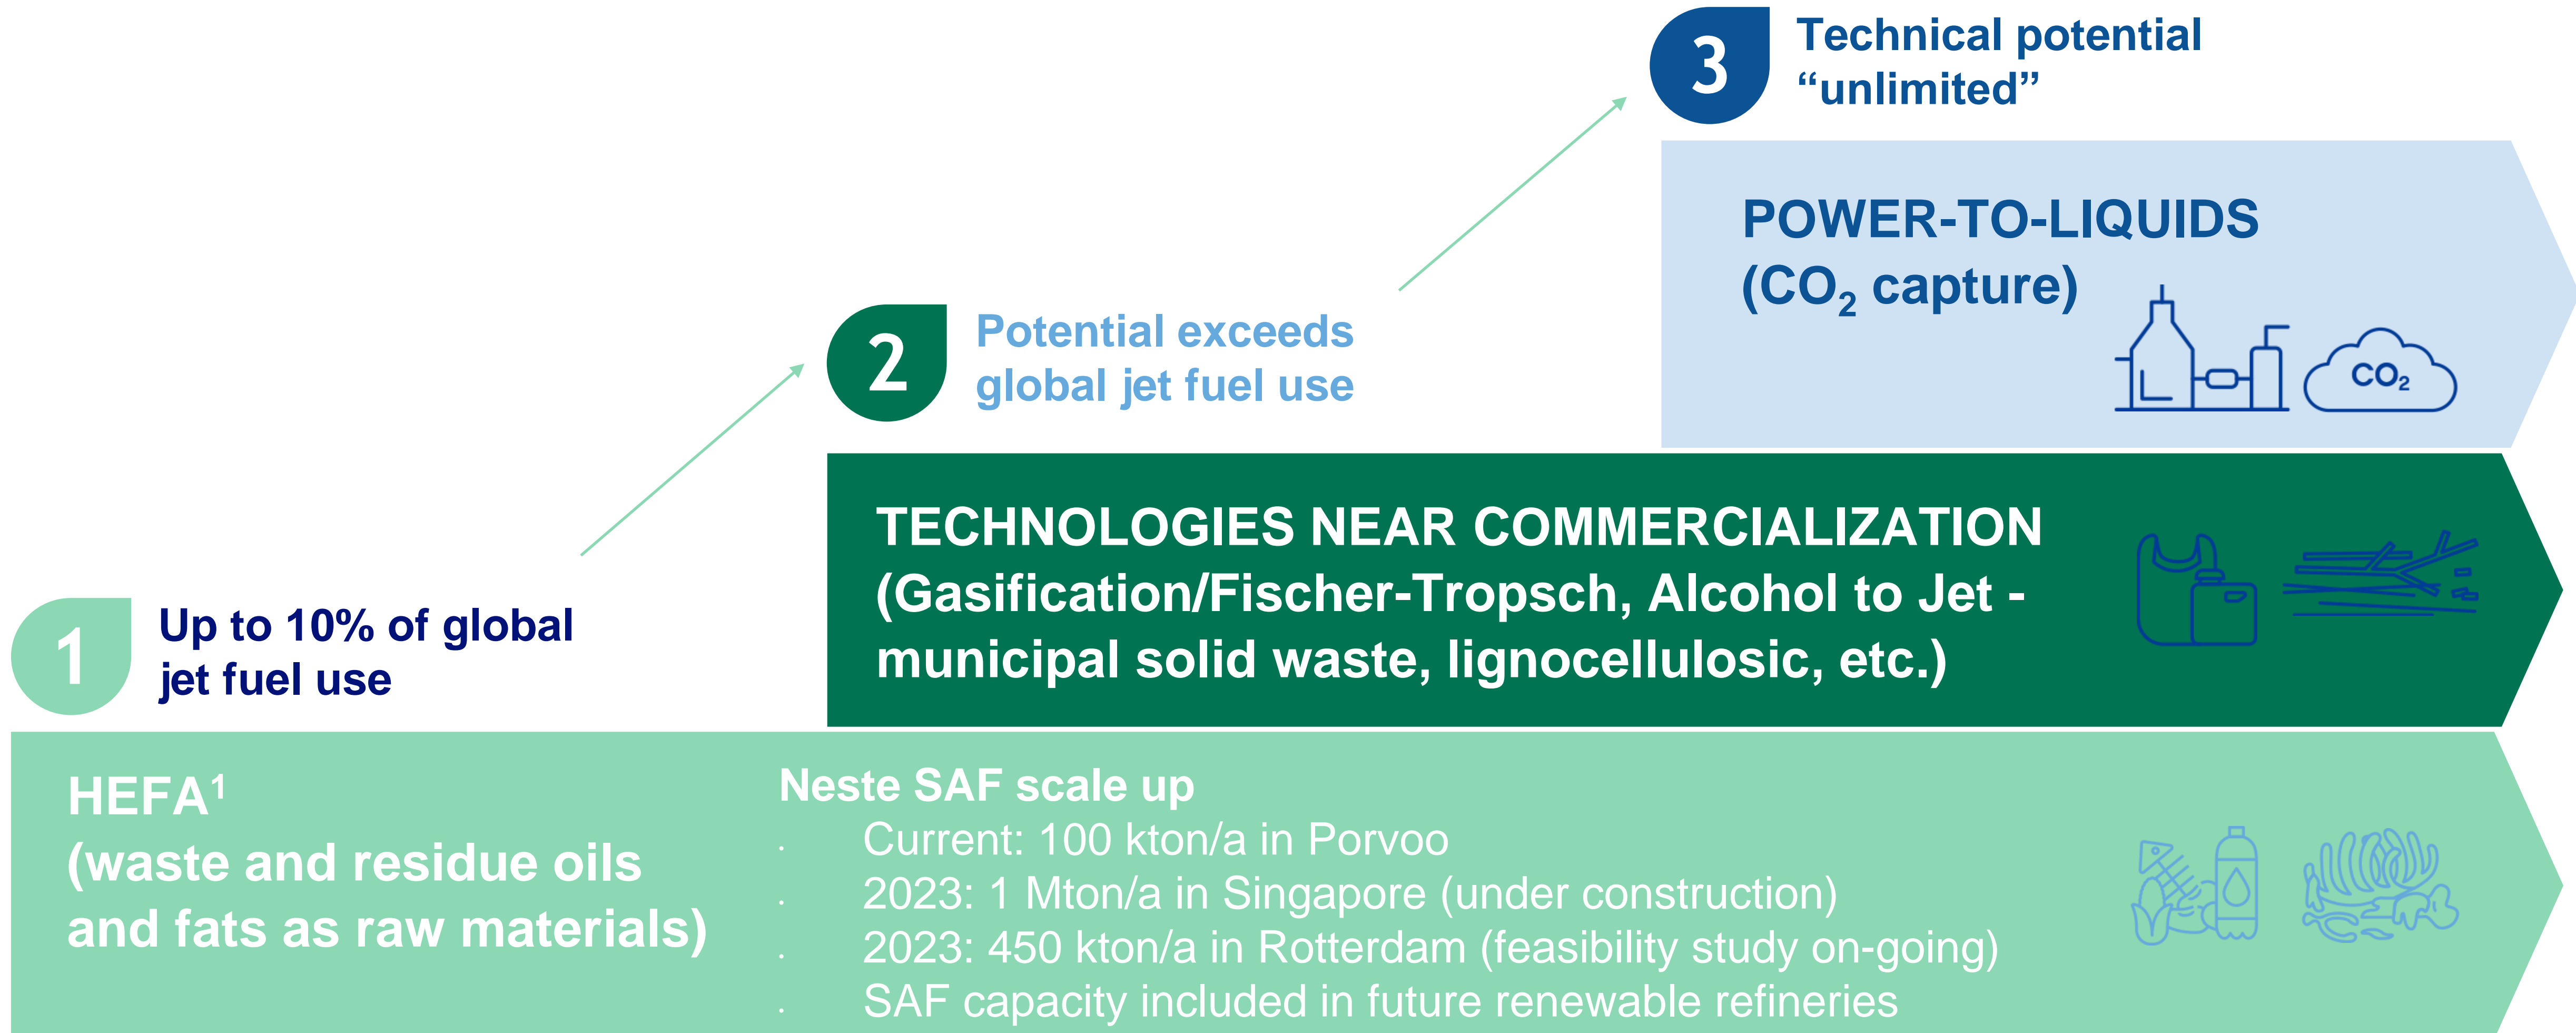 3
Technical potential
“unlimited”
POWER-TO-LIQUIDS
(CO₂ capture)
CO₂
2
Potential exceeds
global jet fuel use
TECHNOLOGIES NEAR COMMERCIALIZATION
(Gasification/Fischer-Tropsch, Alcohol to Jet -
municipal solid waste, lignocellulosic, etc.)
1
Up to 10% of global
jet fuel use
HEFA¹
(waste and residue oils
and fats as raw materials)
Neste SAF scale up
· Current: 100 kton/a in Porvoo
· 2023: 1 Mton/a in Singapore (under construction)
· 2023: 450 kton/a in Rotterdam (feasibility study on-going)
· SAF capacity included in future renewable refineries